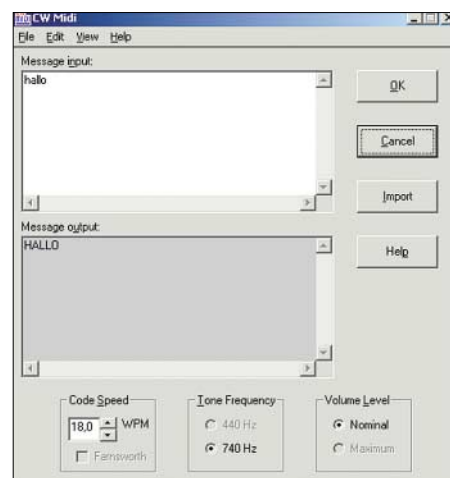 CW Midi
File Edit View Help
Message input:
hallo
OK
Cancel
Import
Message output:
HALLO
Help
Code Speed
18,0 WPM
Farnsworth
Tone Frequency
440 Hz
740 Hz
Volume Level
Nominal
Maximum